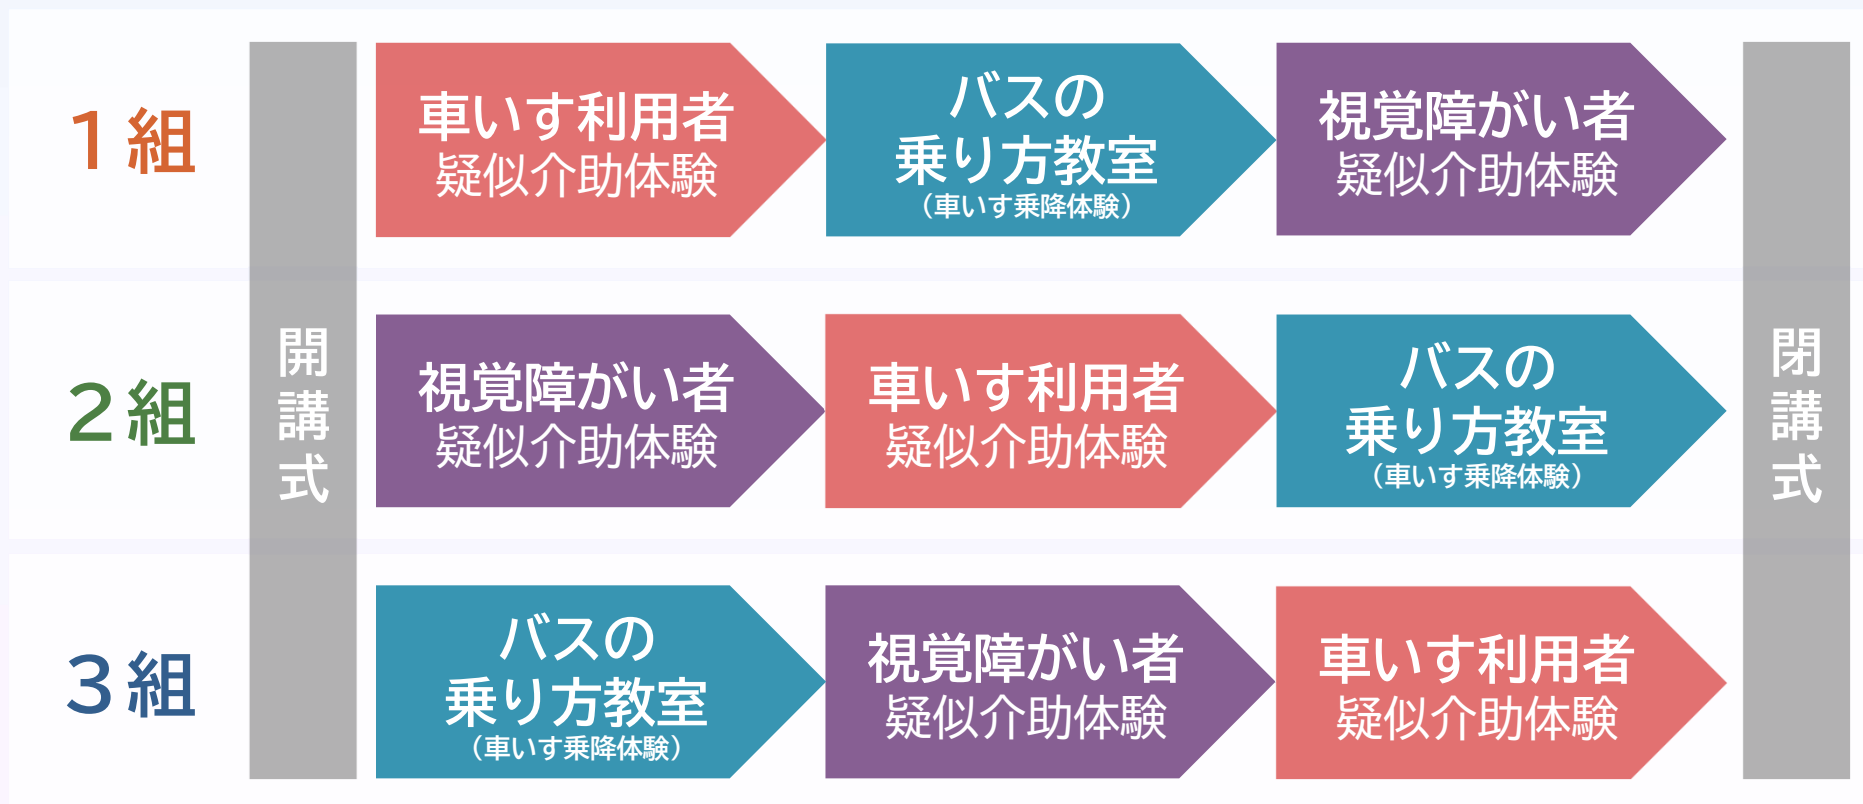 1組
開講式
車いす利用者
疑似介助体験
バスの
乗り方教室
（車いす乗降体験）
視覚障がい者
疑似介助体験
閉講式
2組
視覚障がい者
疑似介助体験
車いす利用者
疑似介助体験
バスの
乗り方教室
（車いす乗降体験）
3組
バスの
乗り方教室
（車いす乗降体験）
視覚障がい者
疑似介助体験
車いす利用者
疑似介助体験